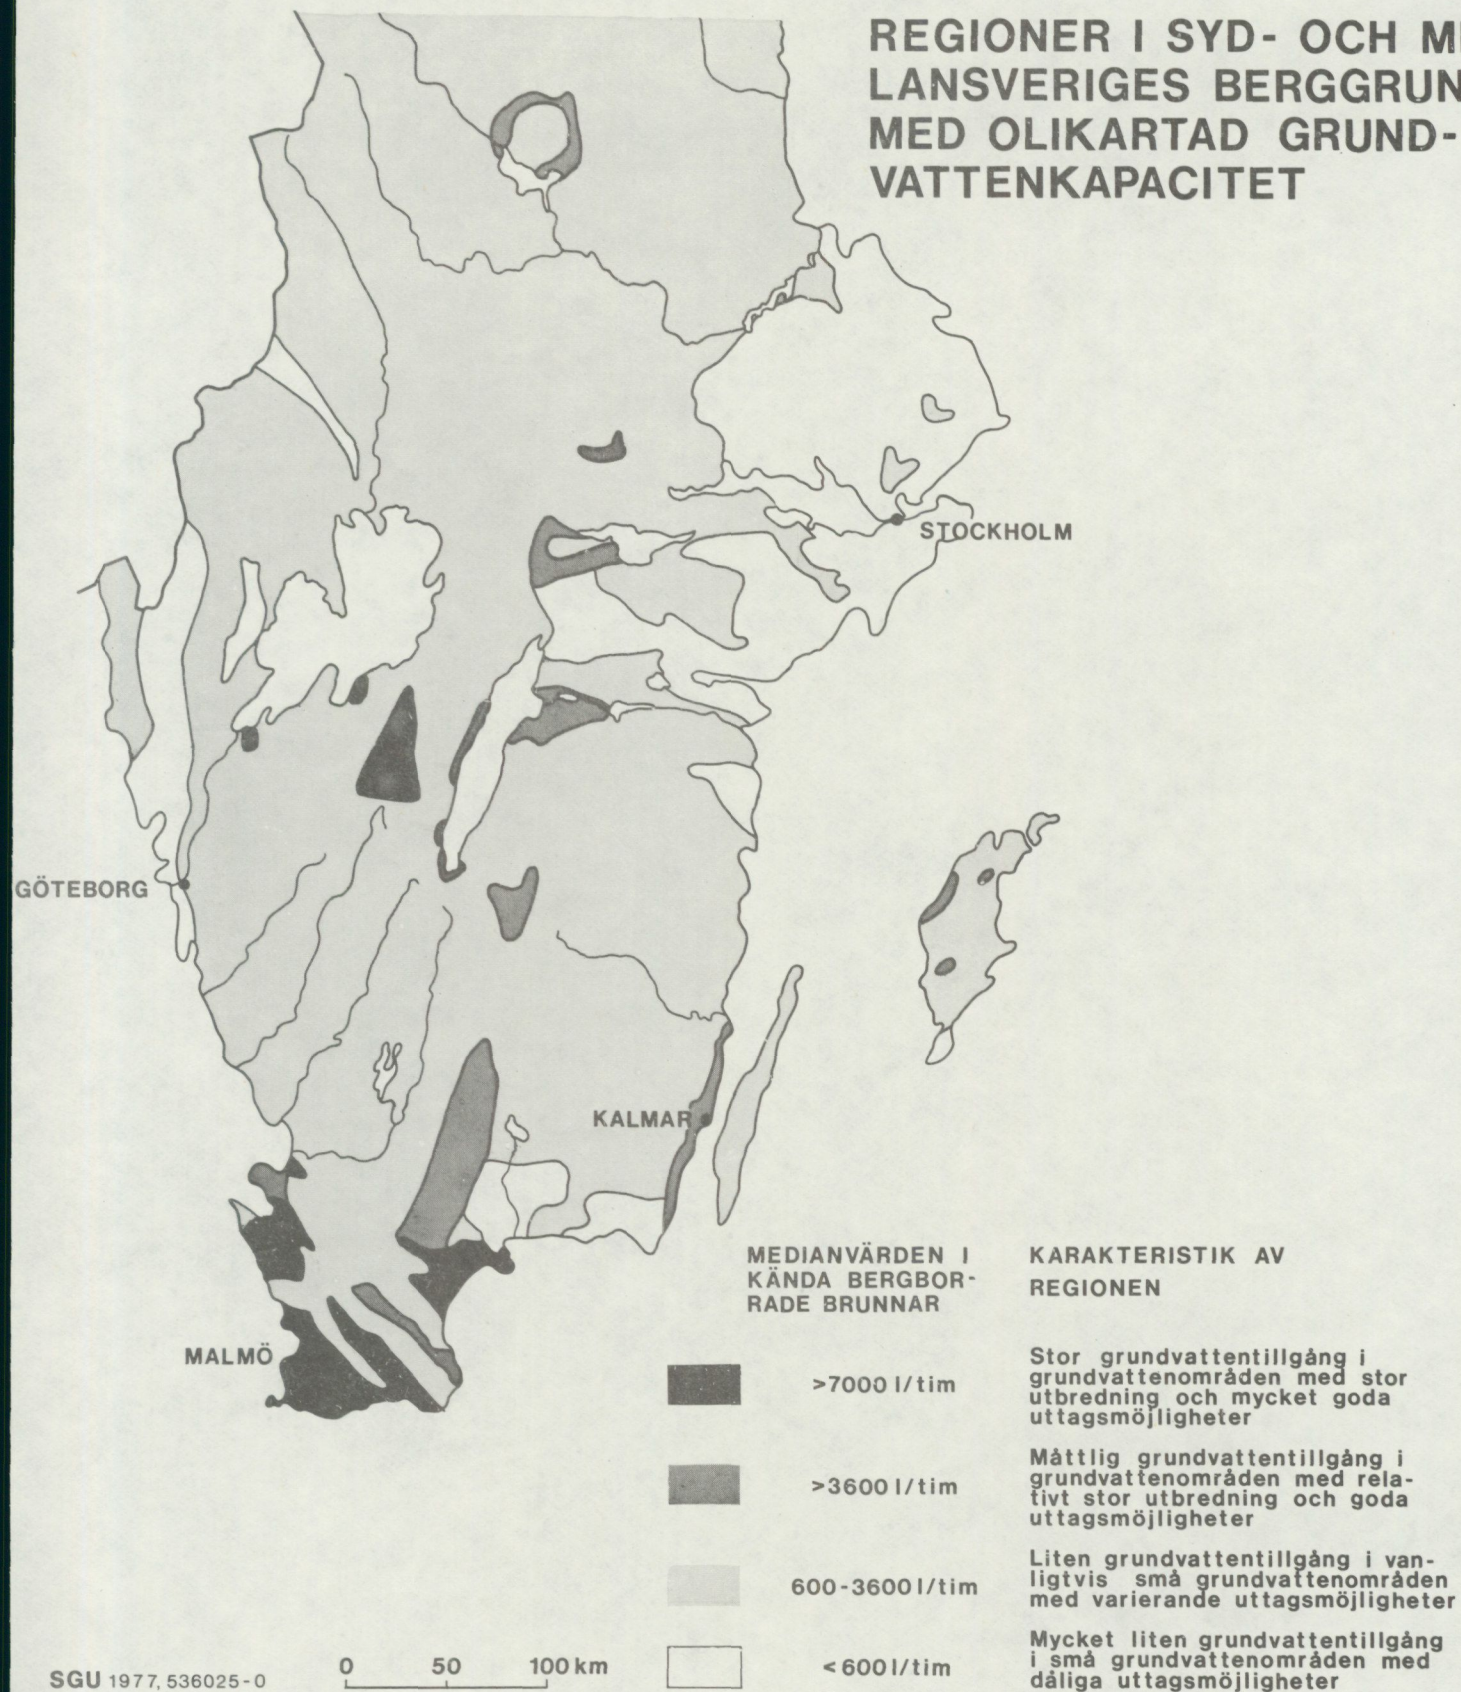 REGIONER I SYD- OCH M
LANSVERIGES BERGGRUN
MED OLIKARTAD GRUND-
VATTENKAPACITET
STOCKHOLM
GÖTEBORG
KALMAR
MALMÖ
MEDIANVÄRDEN I
KÄNDA BERGBOR-
RADE BRUNNAR
KARAKTERISTIK AV
REGIONEN
>7000 l/tim
Stor grundvattentillgång i
grundvattenområden med stor
utbredning och mycket goda
uttagsmöjligheter
>3600 l/tim
Måttlig grundvattentillgång i
grundvattenområden med rela-
tivt stor utbredning och goda
uttagsmöjligheter
600-3600 l/tim
Liten grundvattentillgång i van-
ligtvis små grundvattenområden
med varierande uttagsmöjligheter
<600 l/tim
Mycket liten grundvattentillgång
i små grundvattenområden med
dåliga uttagsmöjligheter
0 50 100 km
SGU 1977, 536025-0